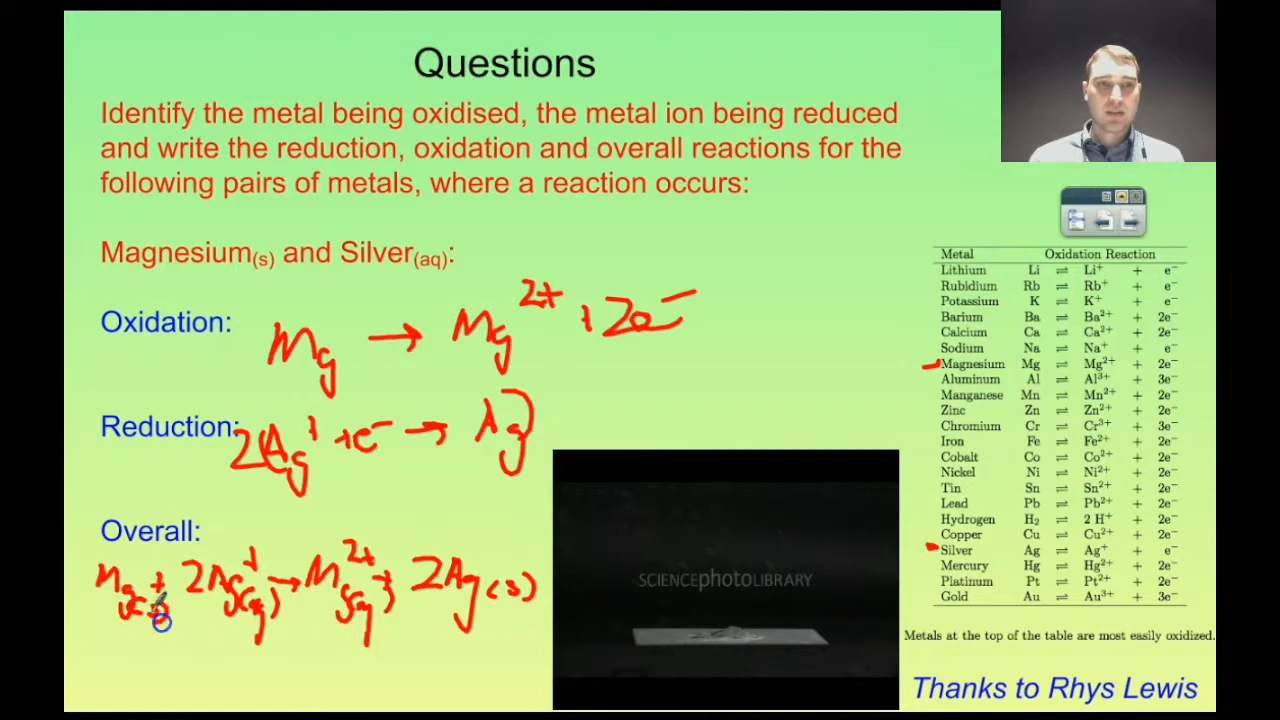 Questions
Identify the metal being oxidised, the metal ion being reduced
and write the reduction, oxidation and overall reactions for the
following pairs of metals, where a reaction occurs:
Magnesium(s) and Silver(aq):
Oxidation: Mg → Mg²⁺ + 2e⁻
Reduction: 2(Ag⁺ + e⁻ → Ag)
Overall:
Mg(s) + 2Ag⁺(aq) → Mg²⁺(aq) + 2Ag(s)
SCIENCEphotoLIBRARY
Metal Oxidation Reaction
Lithium Li ⇌ Li⁺ + e⁻
Rubidium Rb ⇌ Rb⁺ + e⁻
Potassium K ⇌ K⁺ + e⁻
Barium Ba ⇌ Ba²⁺ + 2e⁻
Calcium Ca ⇌ Ca²⁺ + 2e⁻
Sodium Na ⇌ Na⁺ + e⁻
Magnesium Mg ⇌ Mg²⁺ + 2e⁻
Aluminum Al ⇌ Al³⁺ + 3e⁻
Manganese Mn ⇌ Mn²⁺ + 2e⁻
Zinc Zn ⇌ Zn²⁺ + 2e⁻
Chromium Cr ⇌ Cr³⁺ + 3e⁻
Iron Fe ⇌ Fe²⁺ + 2e⁻
Cobalt Co ⇌ Co²⁺ + 2e⁻
Nickel Ni ⇌ Ni²⁺ + 2e⁻
Tin Sn ⇌ Sn²⁺ + 2e⁻
Lead Pb ⇌ Pb²⁺ + 2e⁻
Hydrogen H₂ ⇌ 2 H⁺ + 2e⁻
Copper Cu ⇌ Cu²⁺ + 2e⁻
Silver Ag ⇌ Ag⁺ + e⁻
Mercury Hg ⇌ Hg²⁺ + 2e⁻
Platinum Pt ⇌ Pt²⁺ + 2e⁻
Gold Au ⇌ Au³⁺ + 3e⁻
Metals at the top of the table are most easily oxidized.
Thanks to Rhys Lewis